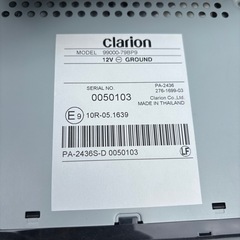 clarion
MODEL 99000-79BP9
12V ⊖ GROUND
SERIAL NO.
0050103
PA-2436
276-1699-03
Clarion Co.,Ltd.
MADE IN THAILAND
E9 10R-05.1639
PA-2436S-D 0050103
LF